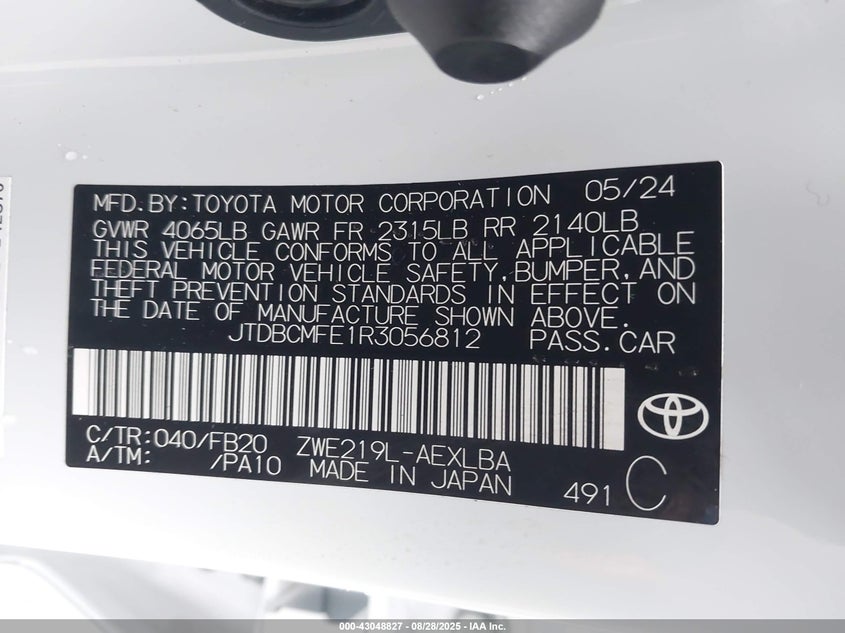 MFD.BY:TOYOTA MOTOR CORPORATION 05/24
GVWR 4065LB GAWR FR 2315LB RR 2140LB
THIS VEHICLE CONFORMS TO ALL APPLICABLE
FEDERAL MOTOR VEHICLE SAFETY,BUMPER,AND
THEFT PREVENTION STANDARDS IN EFFECT ON
THE DATE OF MANUFACTURE SHOWN ABOVE.
JTDBCMFE1R3056812 PASS.CAR
C/TR:040/FB20 ZWE219L-AEXLBA
A/TM: /PA10 MADE IN JAPAN
491 C
000-43048827 - 08/28/2025 - IAA Inc.